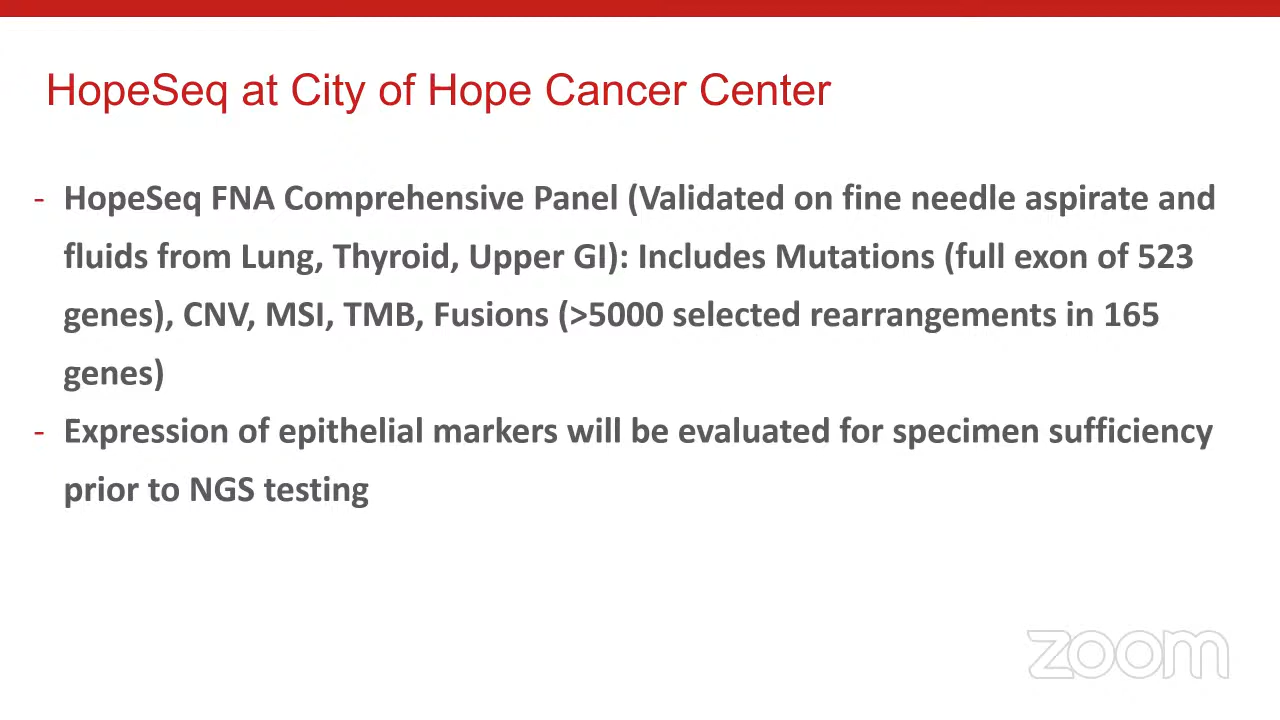 HopeSeq at City of Hope Cancer Center
- HopeSeq FNA Comprehensive Panel (Validated on fine needle aspirate and
fluids from Lung, Thyroid, Upper GI): Includes Mutations (full exon of 523
genes), CNV, MSI, TMB, Fusions (>5000 selected rearrangements in 165
genes)
- Expression of epithelial markers will be evaluated for specimen sufficiency
prior to NGS testing
zoom